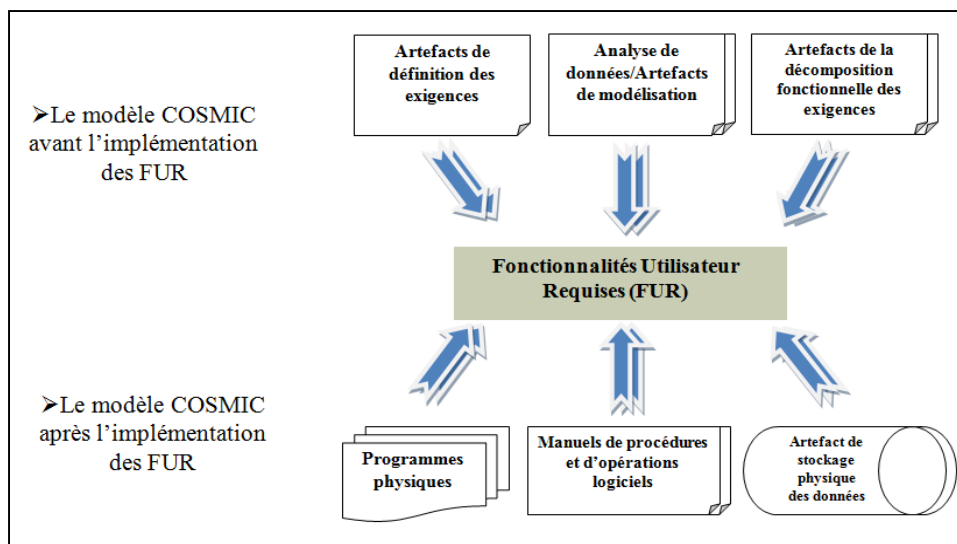 Artefacts de
définition des
exigences
Analyse de
données/Artefacts
de modélisation
Artefacts de la
décomposition
fonctionnelle des
exigences
➤Le modèle COSMIC
avant l’implémentation
des FUR
Fonctionnalités Utilisateur
Requises (FUR)
➤Le modèle COSMIC
après l’implémentation
des FUR
Programmes
physiques
Manuels de procédures
et d’opérations
logiciels
Artefact de
stockage
physique
des données